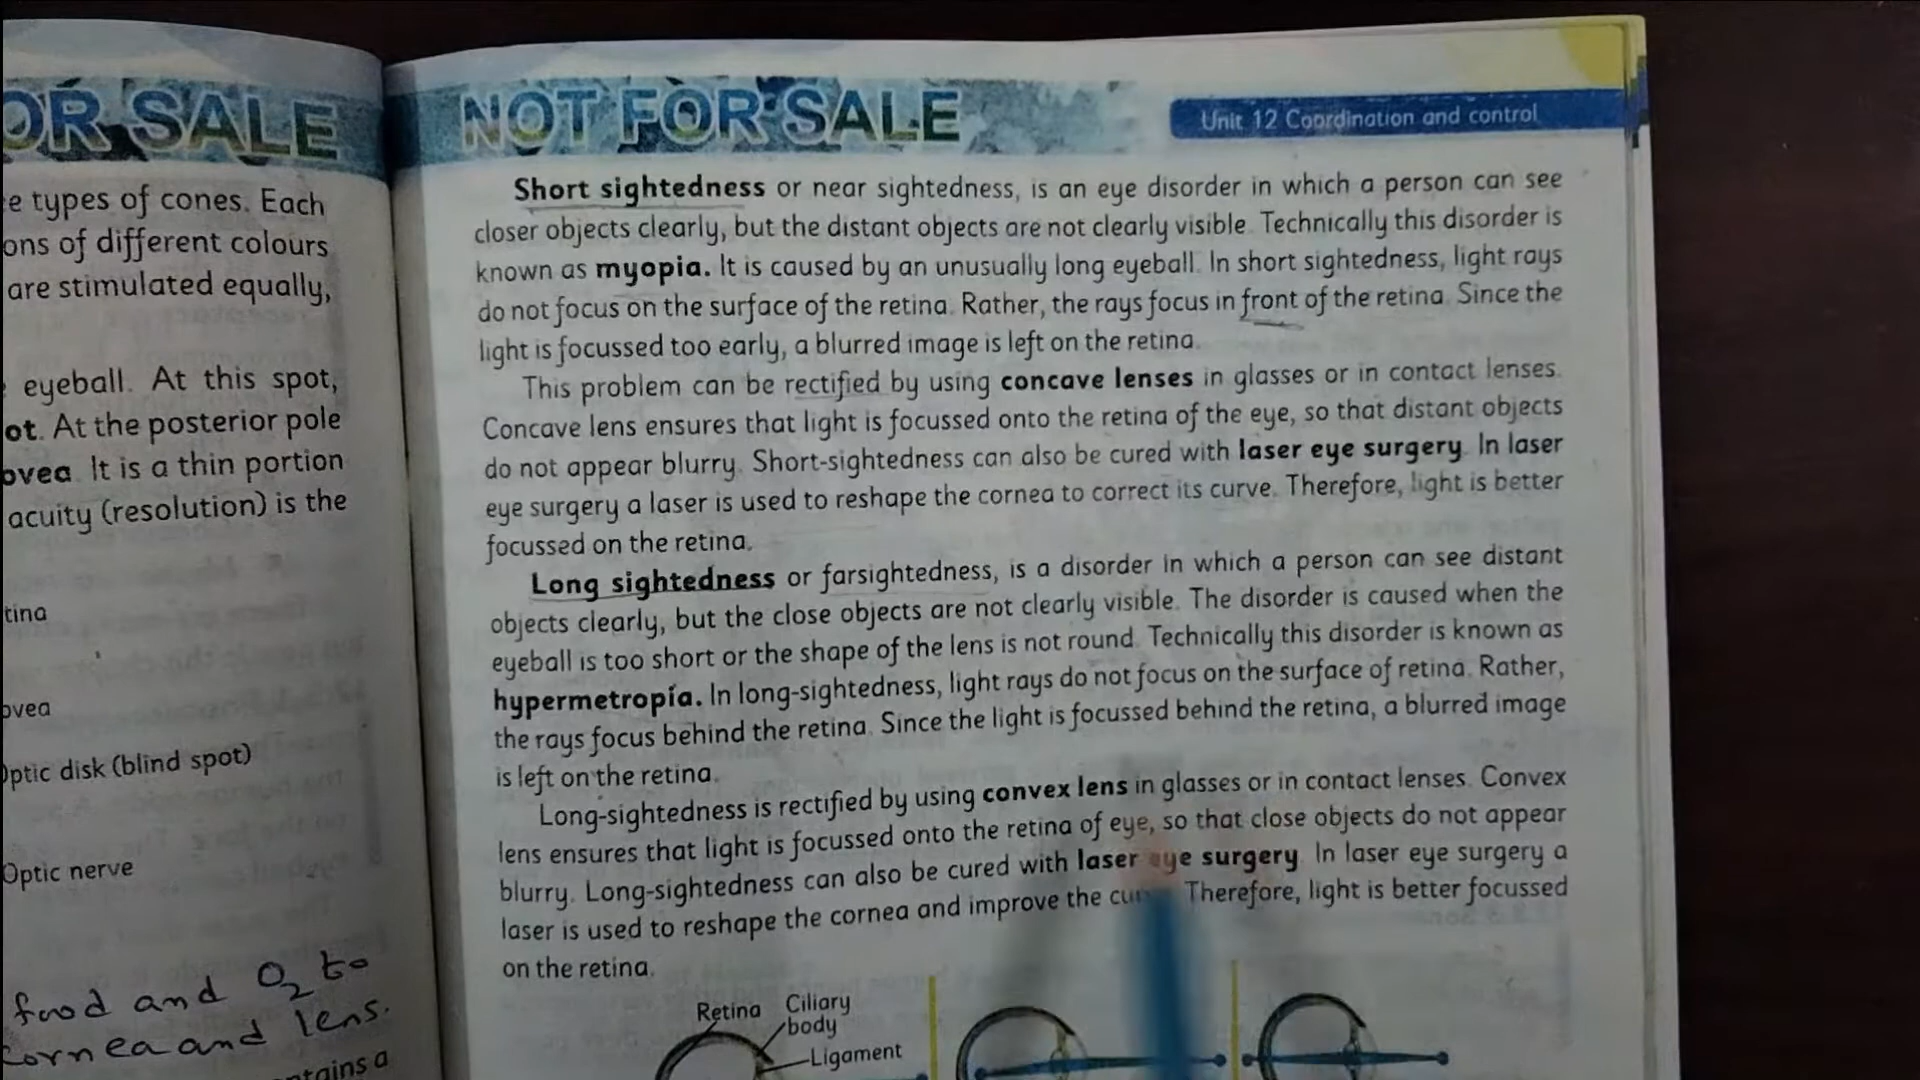 OR SALE
e types of cones. Each
ons of different colours
are stimulated equally,
eyeball. At this spot,
ot. At the posterior pole
ovea. It is a thin portion
acuity (resolution) is the
tina
ovea
Optic disk (blind spot)
Optic nerve
food and O2 to
cornea and lens.
ntains a
NOT FOR SALE
Unit 12 Coordination and control
Short sightedness or near sightedness, is an eye disorder in which a person can see
closer objects clearly, but the distant objects are not clearly visible. Technically this disorder is
known as myopia. It is caused by an unusually long eyeball. In short sightedness, light rays
do not focus on the surface of the retina. Rather, the rays focus in front of the retina. Since the
light is focussed too early, a blurred image is left on the retina.
This problem can be rectified by using concave lenses in glasses or in contact lenses.
Concave lens ensures that light is focussed onto the retina of the eye, so that distant objects
do not appear blurry. Short-sightedness can also be cured with laser eye surgery. In laser
eye surgery a laser is used to reshape the cornea to correct its curve. Therefore, light is better
focussed on the retina.
Long sightedness or farsightedness, is a disorder in which a person can see distant
objects clearly, but the close objects are not clearly visible. The disorder is caused when the
eyeball is too short or the shape of the lens is not round. Technically this disorder is known as
hypermetropia. In long-sightedness, light rays do not focus on the surface of retina. Rather,
the rays focus behind the retina. Since the light is focussed behind the retina, a blurred image
is left on the retina.
Long-sightedness is rectified by using convex lens in glasses or in contact lenses. Convex
lens ensures that light is focussed onto the retina of eye, so that close objects do not appear
blurry. Long-sightedness can also be cured with laser eye surgery. In laser eye surgery a
laser is used to reshape the cornea and improve the Therefore, light is better focussed
on the retina.
Retina
Ciliary
body
Ligament